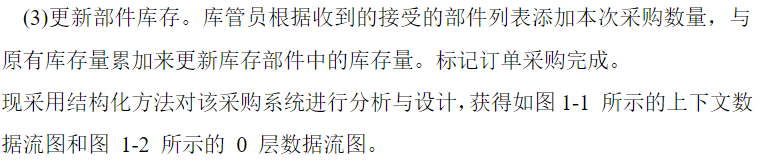 (3)更新部件库存。库管员根据收到的接受的部件列表添加本次采购数量，与
原有库存量累加来更新库存部件中的库存量。标记订单采购完成。
现采用结构化方法对该采购系统进行分析与设计，获得如图1-1 所示的上下文数
据流图和图 1-2 所示的 0 层数据流图。